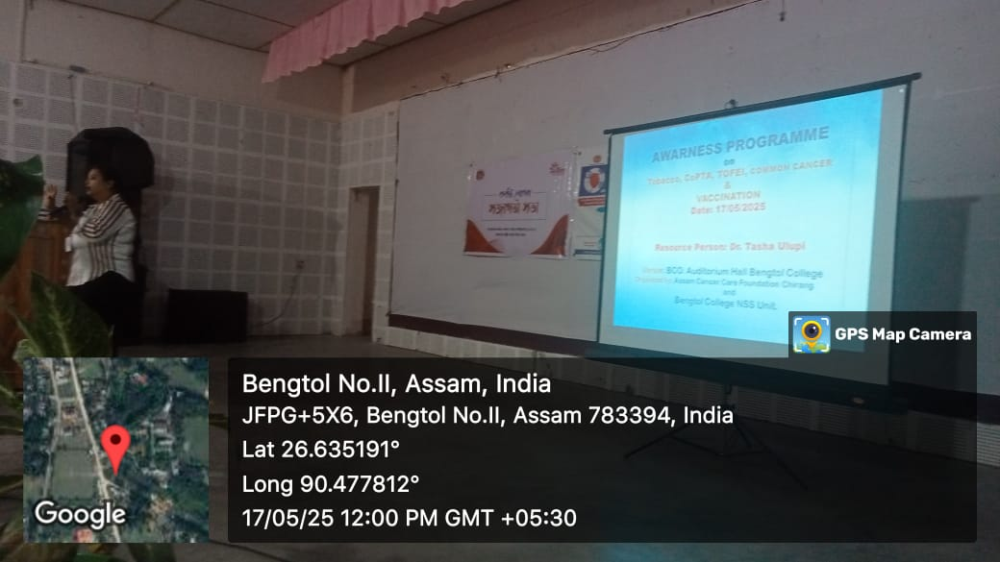 AWARNESS PROGRAMME
on
Tobacco, CoPTA, TOFEI, COMMON CANCER
&
VACCINATION
Date: 17/05/2025
Resource Person: Dr. Tasha Ulupi
Venue: BCO. Auditorium Hall Bengtol College
Organized by: Assam Cancer Care Foundation Chirang
and
Bengtol College NSS Unit.
GPS Map Camera
Bengtol No.II, Assam, India
JFPG+5X6, Bengtol No.II, Assam 783394, India
Lat 26.635191°
Long 90.477812°
17/05/25 12:00 PM GMT +05:30
Google